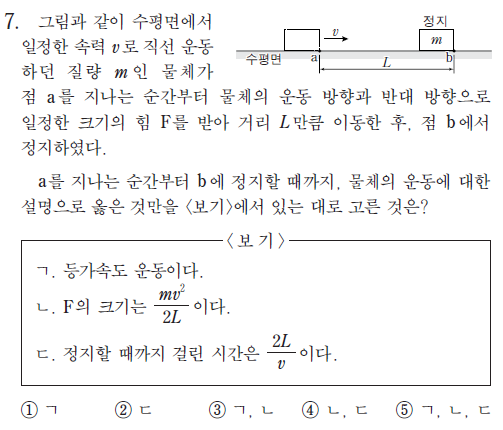 7. 그림과 같이 수평면에서
일정한 속력 v로 직선 운동
하던 질량 m인 물체가
정지
v
m
수평면
a
b
L
점 a를 지나는 순간부터 물체의 운동 방향과 반대 방향으로
일정한 크기의 힘 F를 받아 거리 L만큼 이동한 후, 점 b에서
정지하였다.
a를 지나는 순간부터 b에 정지할 때까지, 물체의 운동에 대한
설명으로 옳은 것만을 〈보기〉에서 있는 대로 고른 것은?
〈보 기〉
ㄱ. 등가속도 운동이다.
ㄴ. F의 크기는 mv²/2L 이다.
ㄷ. 정지할 때까지 걸린 시간은 2L/v 이다.
① ㄱ ② ㄷ ③ ㄱ, ㄴ ④ ㄴ, ㄷ ⑤ ㄱ, ㄴ, ㄷ